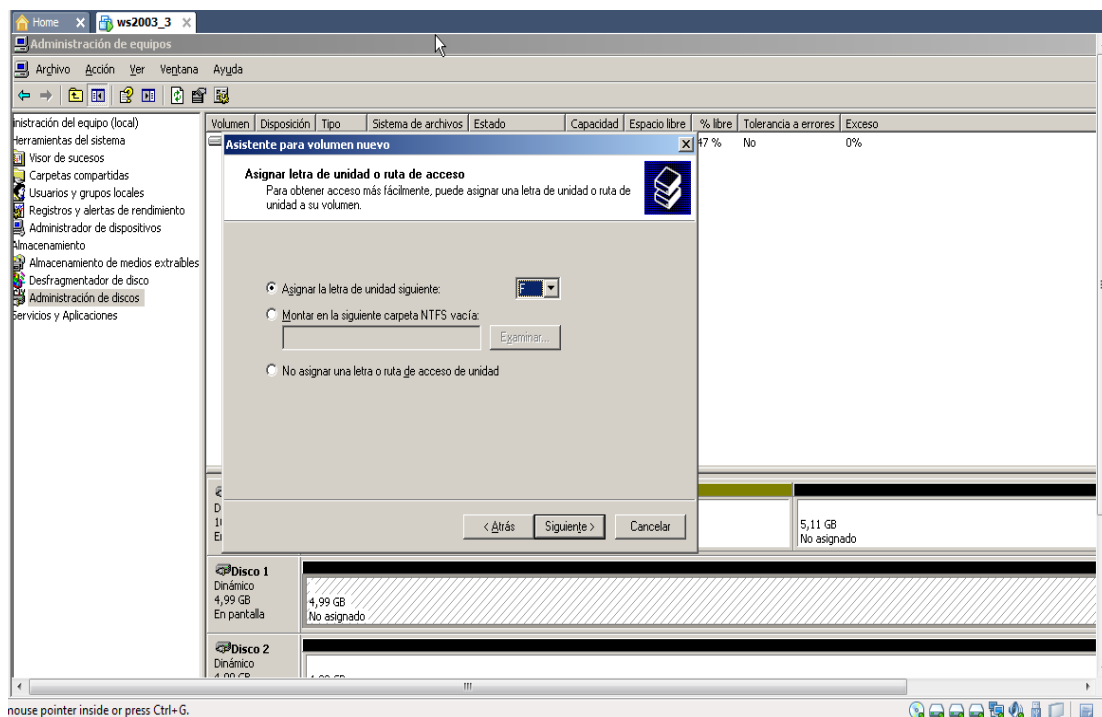 Home
ws2003_3
Administración de equipos
Archivo Acción Ver Ventana Ayuda
inistración del equipo (local)
Herramientas del sistema
Visor de sucesos
Carpetas compartidas
Usuarios y grupos locales
Registros y alertas de rendimiento
Administrador de dispositivos
Almacenamiento
Almacenamiento de medios extraíbles
Desfragmentador de disco
Administración de discos
Servicios y Aplicaciones
Volumen Disposición Tipo Sistema de archivos Estado Capacidad Espacio libre % libre Tolerancia a errores Exceso
47 % No 0%
Asistente para volumen nuevo
Asignar letra de unidad o ruta de acceso
Para obtener acceso más fácilmente, puede asignar una letra de unidad o ruta de
unidad a su volumen.
Asignar la letra de unidad siguiente: F
Montar en la siguiente carpeta NTFS vacía:
Examinar...
No asignar una letra o ruta de acceso de unidad
< Atrás Siguiente > Cancelar
5,11 GB
No asignado
Disco 1
Dinámico
4,99 GB
En pantalla
4,99 GB
No asignado
Disco 2
Dinámico
mouse pointer inside or press Ctrl+G.